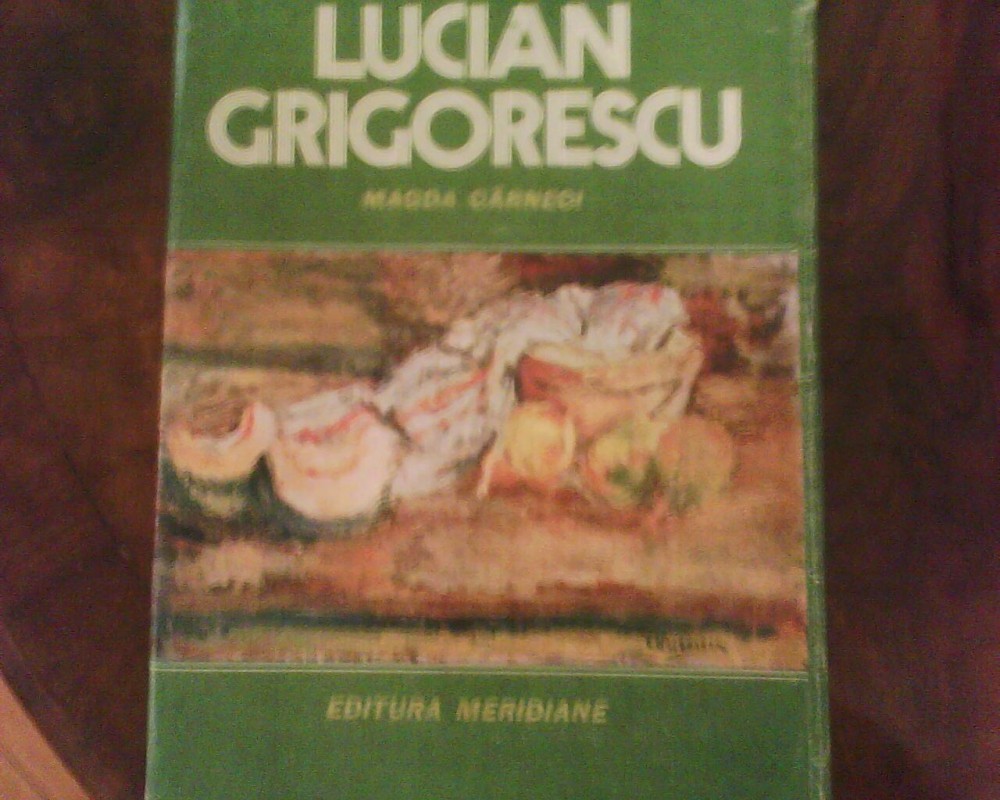 LUCIAN
GRIGORESCU
MAGDA CÂRNECI
EDITURA MERIDIANE